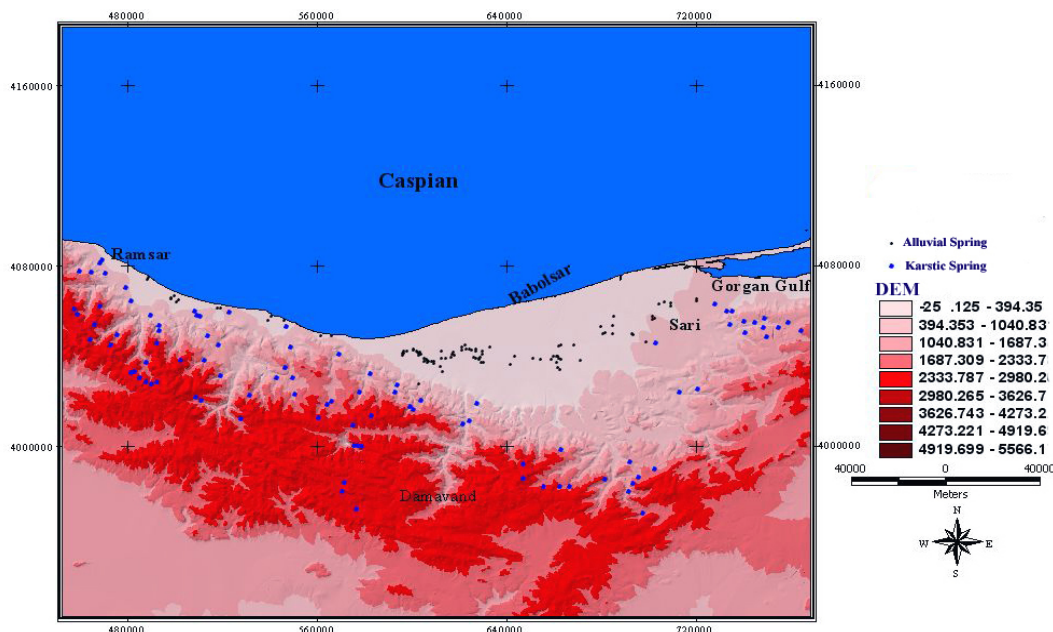 480000 560000 640000 720000
4160000 4160000
Caspian
Ramsar
4080000 4080000
Babolsar
Gorgan Gulf
Sari
4000000 4000000
Damavand
480000 560000 640000 720000
Alluvial Spring
Karstic Spring
DEM
-25 .125 - 394.35
394.353 - 1040.83
1040.831 - 1687.3
1687.309 - 2333.7
2333.787 - 2980.2
2980.265 - 3626.7
3626.743 - 4273.2
4273.221 - 4919.6
4919.699 - 5566.1
40000 0 40000
Meters
N
W E
S